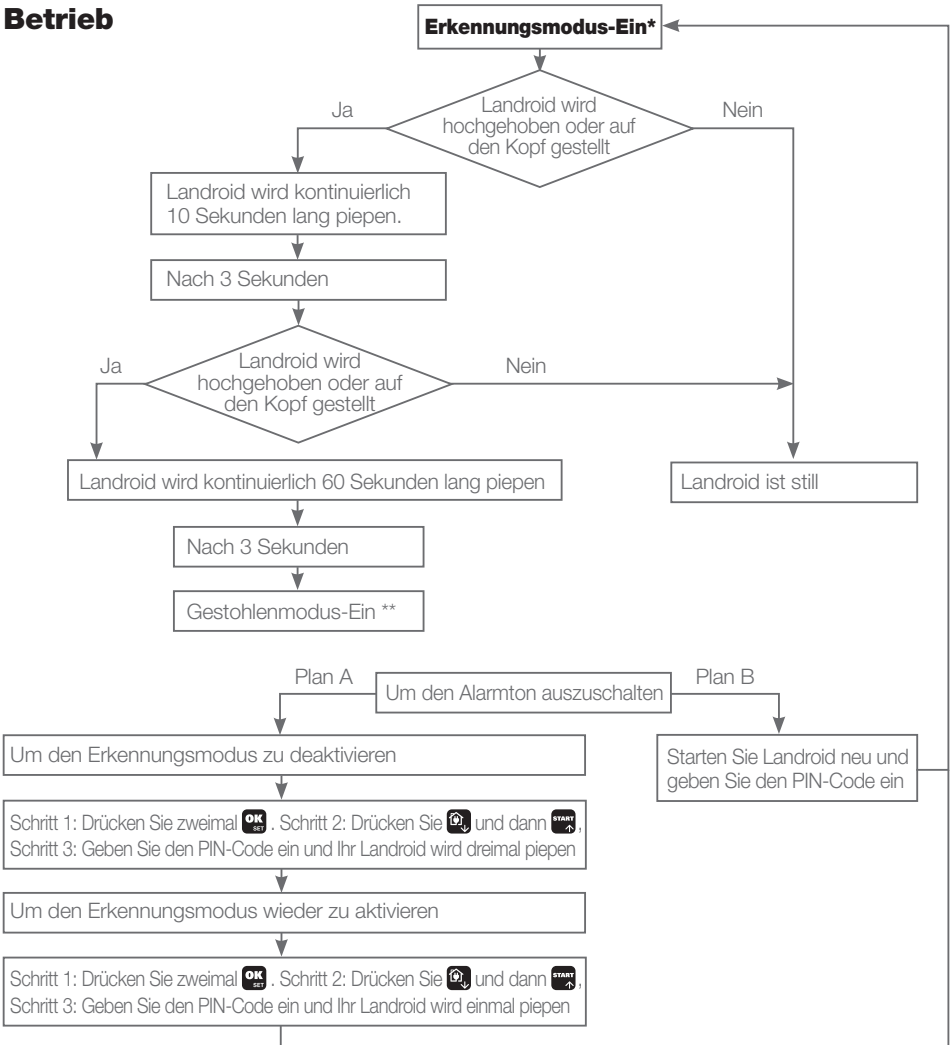 Betrieb
Erkennungsmodus-Ein*
Landroid wird
hochgehoben oder auf
den Kopf gestellt
Ja
Nein
Landroid wird kontinuierlich
10 Sekunden lang piepen.
Nach 3 Sekunden
Landroid wird
hochgehoben oder auf
den Kopf gestellt
Ja
Nein
Landroid wird kontinuierlich 60 Sekunden lang piepen
Landroid ist still
Nach 3 Sekunden
Gestohlenmodus-Ein **
Plan A
Um den Alarmton auszuschalten
Plan B
Um den Erkennungsmodus zu deaktivieren
Starten Sie Landroid neu und
geben Sie den PIN-Code ein
Schritt 1: Drücken Sie zweimal OK SET . Schritt 2: Drücken Sie und dann START ,
Schritt 3: Geben Sie den PIN-Code ein und Ihr Landroid wird dreimal piepen
Um den Erkennungsmodus wieder zu aktivieren
Schritt 1: Drücken Sie zweimal OK SET . Schritt 2: Drücken Sie und dann START ,
Schritt 3: Geben Sie den PIN-Code ein und Ihr Landroid wird einmal piepen